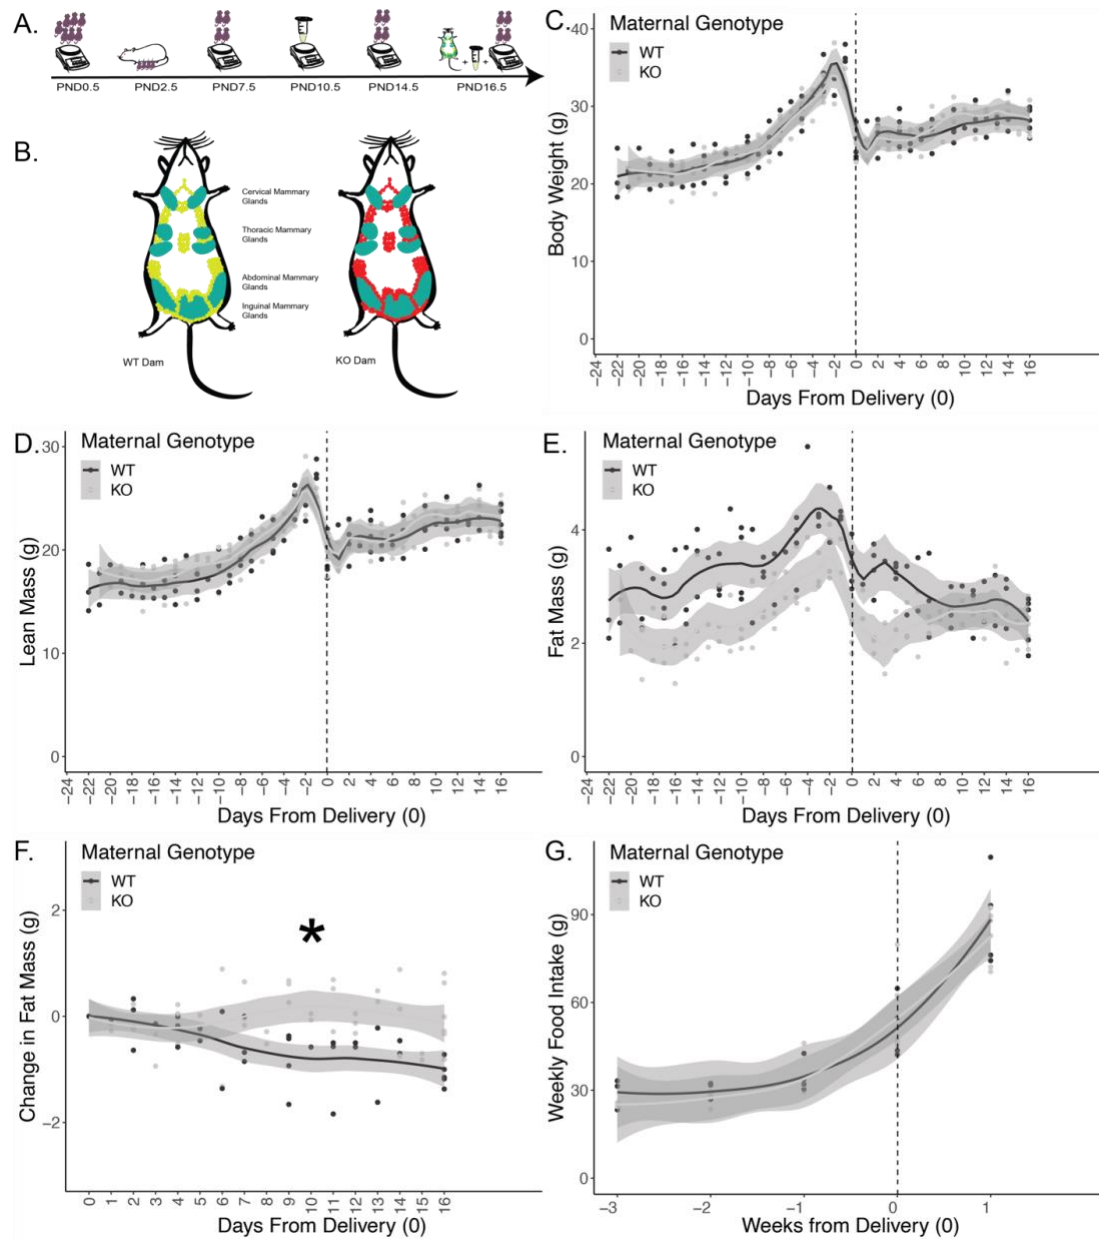 A.
PND0.5 PND2.5 PND7.5 PND10.5 PND14.5 PND16.5
+ +
B.
Cervical Mammary
Glands
Thoracic Mammary
Glands
Abdominal Mammary
Glands
Inguinal Mammary
Glands
WT Dam
KO Dam
C.
Maternal Genotype
WT
KO
Body Weight (g)
40
30
20
10
0
−24 −22 −20 −18 −16 −14 −12 −10 −8 −6 −4 −2 0 2 4 6 8 10 12 14 16
Days From Delivery (0)
D.
Maternal Genotype
WT
KO
Lean Mass (g)
30
20
10
0
−24 −22 −20 −18 −16 −14 −12 −10 −8 −6 −4 −2 0 2 4 6 8 10 12 14 16
Days From Delivery (0)
E.
Maternal Genotype
WT
KO
Fat Mass (g)
4
2
0
−24 −22 −20 −18 −16 −14 −12 −10 −8 −6 −4 −2 0 2 4 6 8 10 12 14 16
Days From Delivery (0)
F.
Maternal Genotype
WT
KO
*
Change in Fat Mass (g)
2
0
−2
0 1 2 3 4 5 6 7 8 9 10 11 12 13 14 15 16
Days From Delivery (0)
G.
Maternal Genotype
WT
KO
Weekly Food Intake (g)
90
60
30
0
−3 −2 −1 0 1
Weeks from Delivery (0)